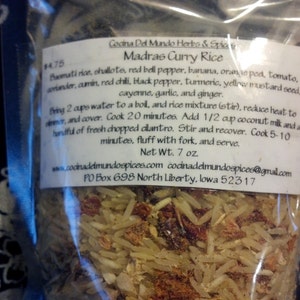 Cocina Del Mundo Herbs & Spices
$4.75
Madras Curry Rice
Basmati rice, shallots, red bell pepper, banana, orange peel, tomato,
coriander, cumin, red chili, black pepper, turmeric, yellow mustard seed,
cayenne, garlic, and ginger.
Bring 2 cups water to a boil, and rice mixture (stir), reduce heat to
simmer, and cover. Cook 20 minutes. Add 1/2 cup coconut milk and
handful of fresh chopped cilantro. Stir and recover. Cook 5-10
minutes, fluff with fork, and serve.
Net Wt. 7 oz.
www.cocinadelmundospices.com cocinadelmundospices@gmail.com
PO Box 698 North Liberty, Iowa 52317